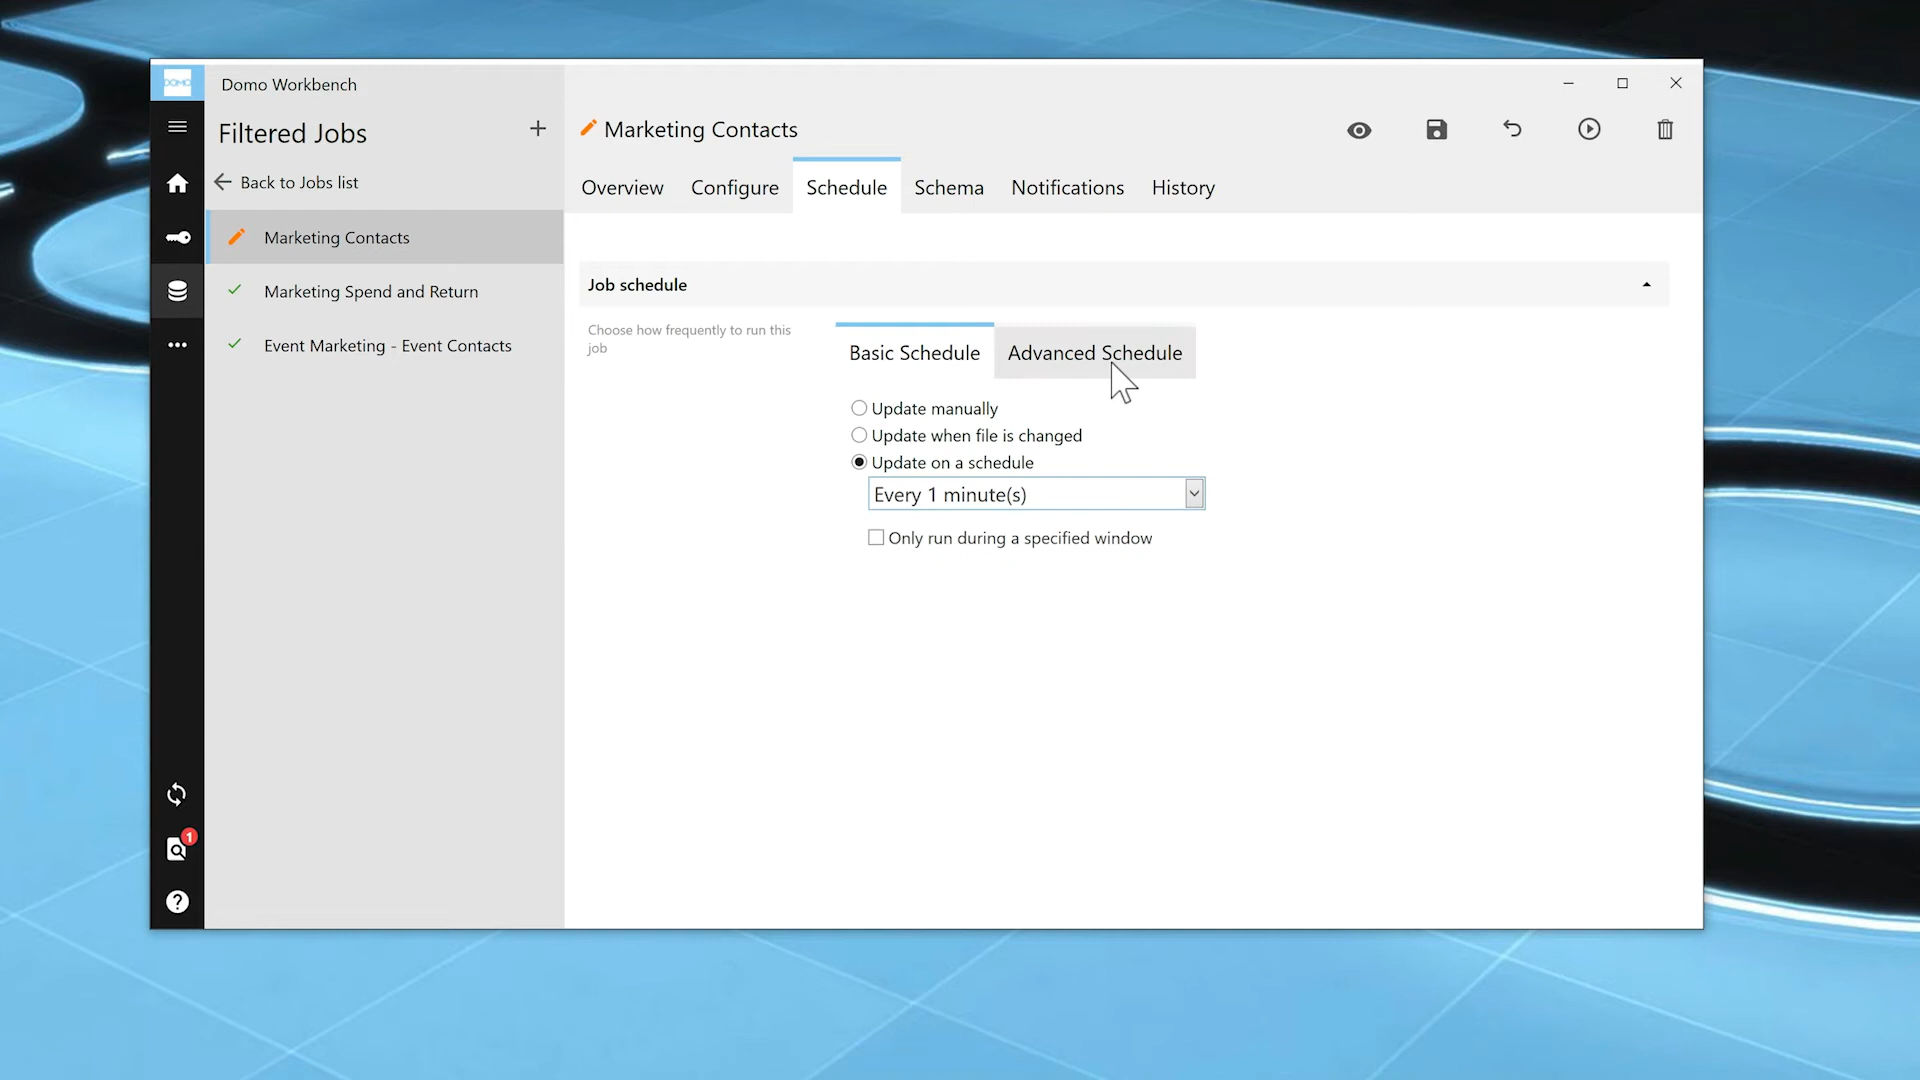 DOMO
Domo Workbench
Filtered Jobs
Back to Jobs list
Marketing Contacts
Marketing Spend and Return
Event Marketing - Event Contacts
1
Marketing Contacts
Overview
Configure
Schedule
Schema
Notifications
History
Job schedule
Choose how frequently to run this
job
Basic Schedule
Advanced Schedule
Update manually
Update when file is changed
Update on a schedule
Every 1 minute(s)
Only run during a specified window